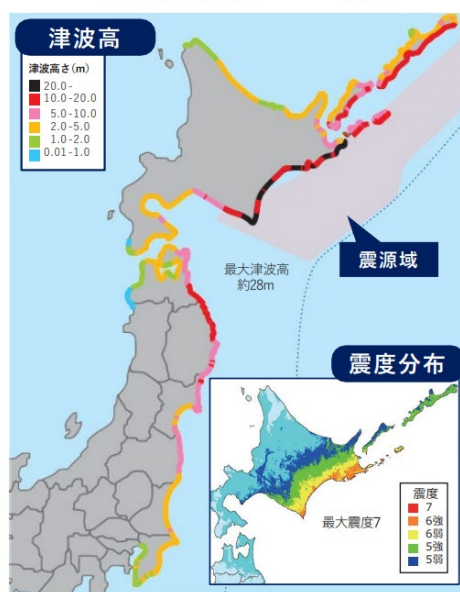 津波高
津波高さ(m)
20.0-
10.0-20.0
5.0-10.0
2.0-5.0
1.0-2.0
0.01-1.0
最大津波高
約28m
震源域
震度分布
最大震度7
震度
7
6強
6弱
5強
5弱